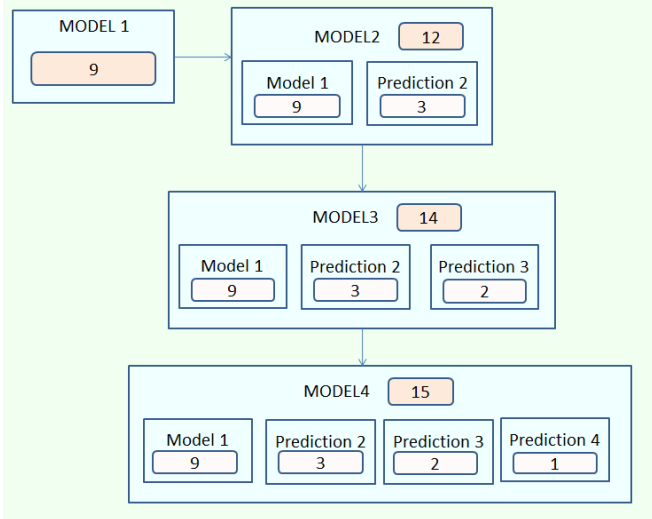 MODEL 1
9
MODEL2 12
Model 1 Prediction 2
9 3
MODEL3 14
Model 1 Prediction 2 Prediction 3
9 3 2
MODEL4 15
Model 1 Prediction 2 Prediction 3 Prediction 4
9 3 2 1